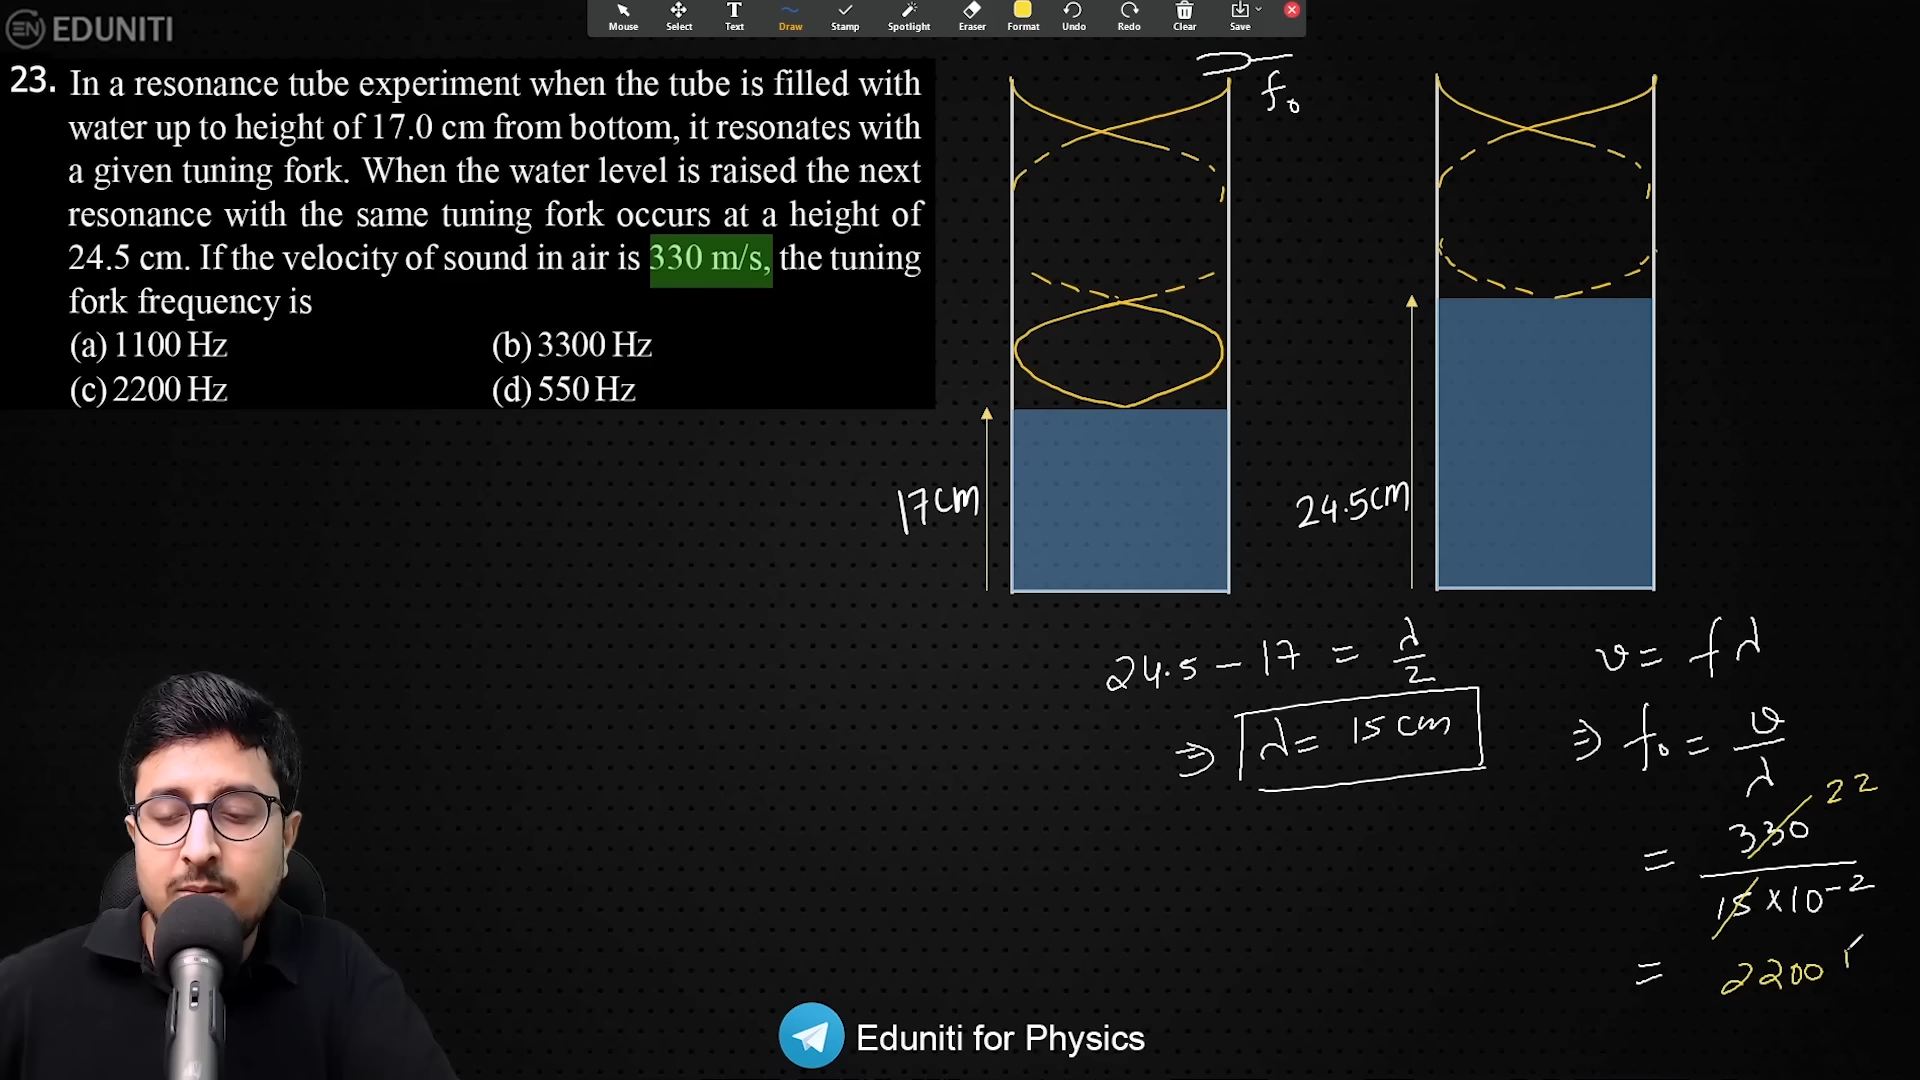 EN EDUNITI
Mouse Select Text Draw Stamp Spotlight Eraser Format Undo Redo Clear Save
23. In a resonance tube experiment when the tube is filled with
water up to height of 17.0 cm from bottom, it resonates with
a given tuning fork. When the water level is raised the next
resonance with the same tuning fork occurs at a height of
24.5 cm. If the velocity of sound in air is 330 m/s, the tuning
fork frequency is
(a) 1100 Hz (b) 3300 Hz
(c) 2200 Hz (d) 550 Hz
f₀
17cm
24.5cm
24.5 - 17 = λ/2
⇒ λ = 15 cm
v = fλ
⇒ f₀ = v/λ
= 330/15 × 10⁻² 22
= 2200
Eduniti for Physics